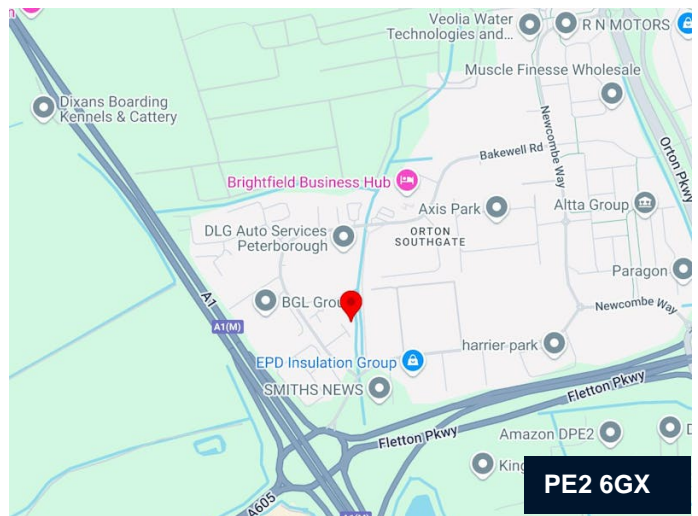 Veolia Water
Technologies and...
R N MOTORS
Muscle Finesse Wholesale
Dixans Boarding
Kennels & Cattery
Newcombe Way
Orton Pkwy
Bakewell Rd
Brightfield Business Hub
Axis Park
Altta Group
DLG Auto Services
Peterborough
ORTON
SOUTHGATE
Paragon
A1
BGL Group
Newcombe Way
A1(M)
harrier park
EPD Insulation Group
SMITHS NEWS
Fletton Pkwy
Fletton Pkwy
Amazon DPE2
D
King
PE2 6GX
A605